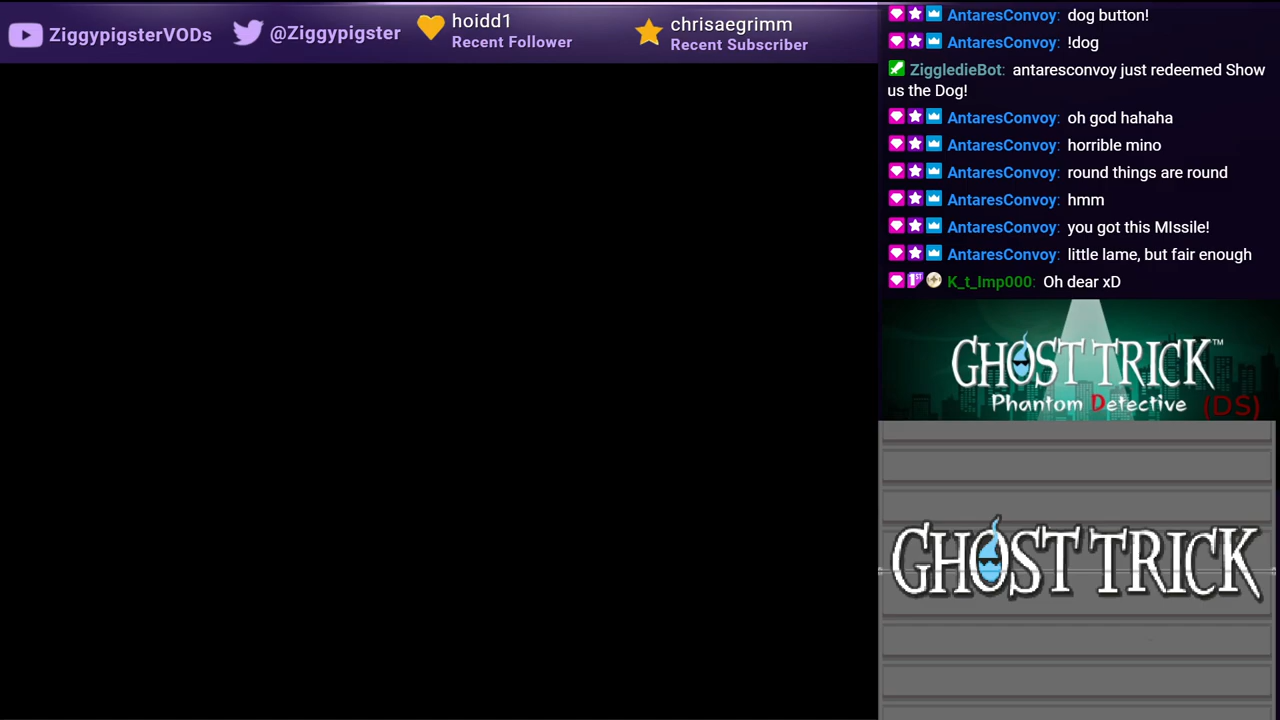 ZiggypigsterVODs
@Ziggypigster
hoidd1
Recent Follower
chrisaegrimm
Recent Subscriber
AntaresConvoy: dog button!
AntaresConvoy: !dog
ZiggledieBot: antaresconvoy just redeemed Show
us the Dog!
AntaresConvoy: oh god hahaha
AntaresConvoy: horrible mino
AntaresConvoy: round things are round
AntaresConvoy: hmm
AntaresConvoy: you got this MIssile!
AntaresConvoy: little lame, but fair enough
1ST K_t_Imp000: Oh dear xD
GHOST TRICK™
Phantom Detective (DS)
GHOST TRICK